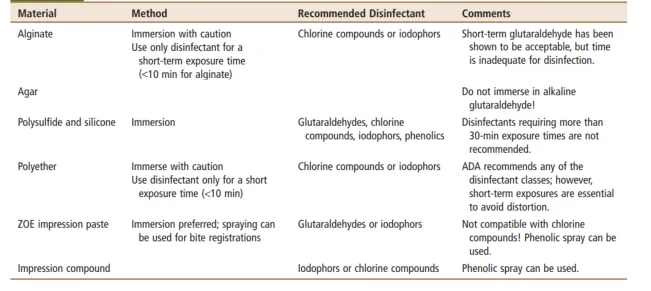 Material Method Recommended Disinfectant Comments
Alginate Immersion with caution Chlorine compounds or iodophors Short-term glutaraldehyde has been
Use only disinfectant for a shown to be acceptable, but time
short-term exposure time is inadequate for disinfection.
(<10 min for alginate)
Agar Do not immerse in alkaline
glutaraldehyde!
Polysulfide and silicone Immersion Glutaraldehydes, chlorine Disinfectants requiring more than
compounds, iodophors, phenolics 30-min exposure times are not
recommended.
Polyether Immerse with caution Chlorine compounds or iodophors ADA recommends any of the
Use disinfectant only for a short disinfectant classes; however,
exposure time (<10 min) short-term exposures are essential
to avoid distortion.
ZOE impression paste Immersion preferred; spraying can Glutaraldehydes or iodophors Not compatible with chlorine
be used for bite registrations compounds! Phenolic spray can be
used.
Impression compound Iodophors or chlorine compounds Phenolic spray can be used.